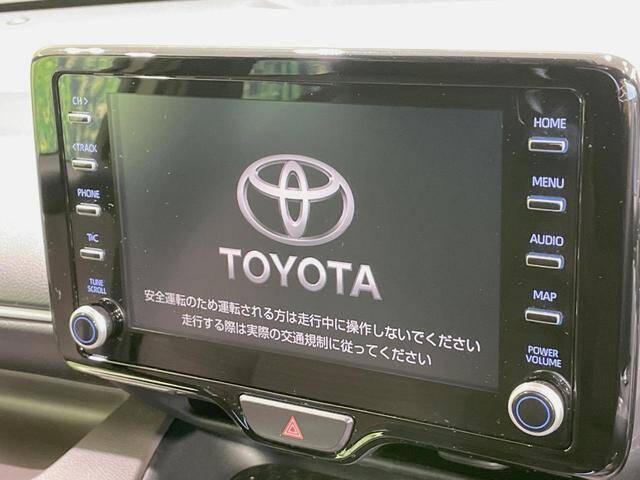 CH>
<TRACK
PHONE
T/C
TUNE
SCROLL
TOYOTA
安全運転のため運転される方は走行中に操作しないでください
走行する際は実際の交通規制に従ってください
HOME
MENU
AUDIO
MAP
POWER
VOLUME